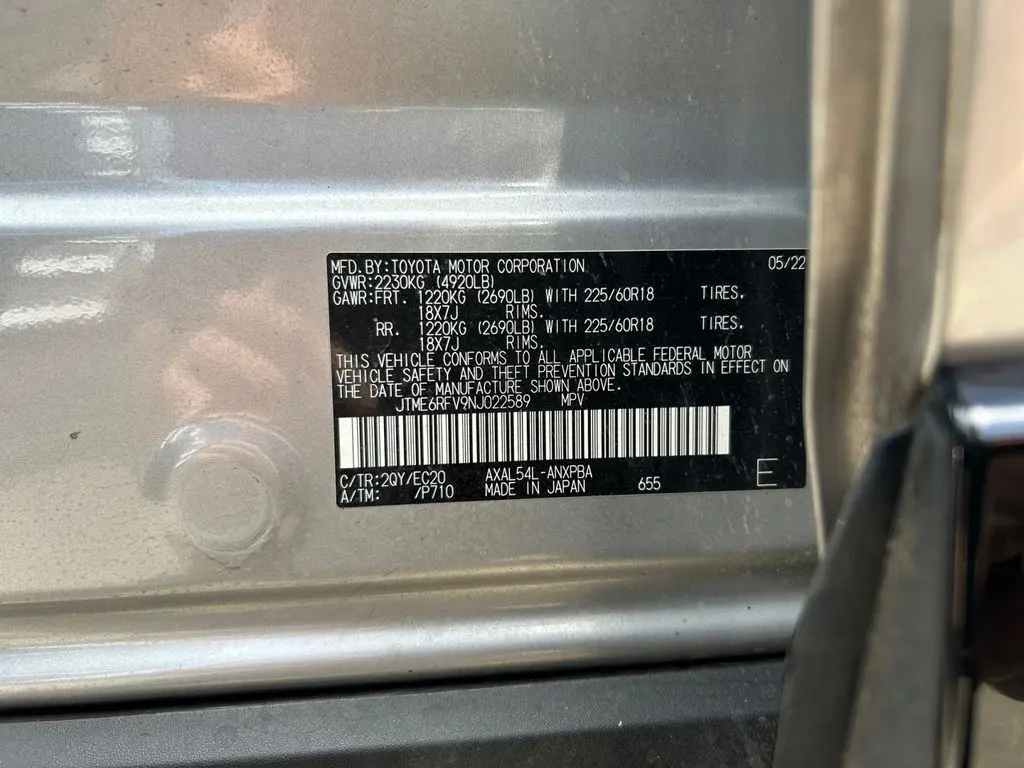 MFD.BY:TOYOTA MOTOR CORPORATION 05/22
GVWR:2230KG (4920LB)
GAWR:FRT. 1220KG (2690LB) WITH 225/60R18 TIRES.
18X7J RIMS.
RR. 1220KG (2690LB) WITH 225/60R18 TIRES.
18X7J RIMS.
THIS VEHICLE CONFORMS TO ALL APPLICABLE FEDERAL MOTOR
VEHICLE SAFETY AND THEFT PREVENTION STANDARDS IN EFFECT ON
THE DATE OF MANUFACTURE SHOWN ABOVE.
JTME6RFV9NJ022589 MPV
C/TR:2QY/EC20 AXAL54L-ANXPBA
A/TM: /P710 MADE IN JAPAN 655 E